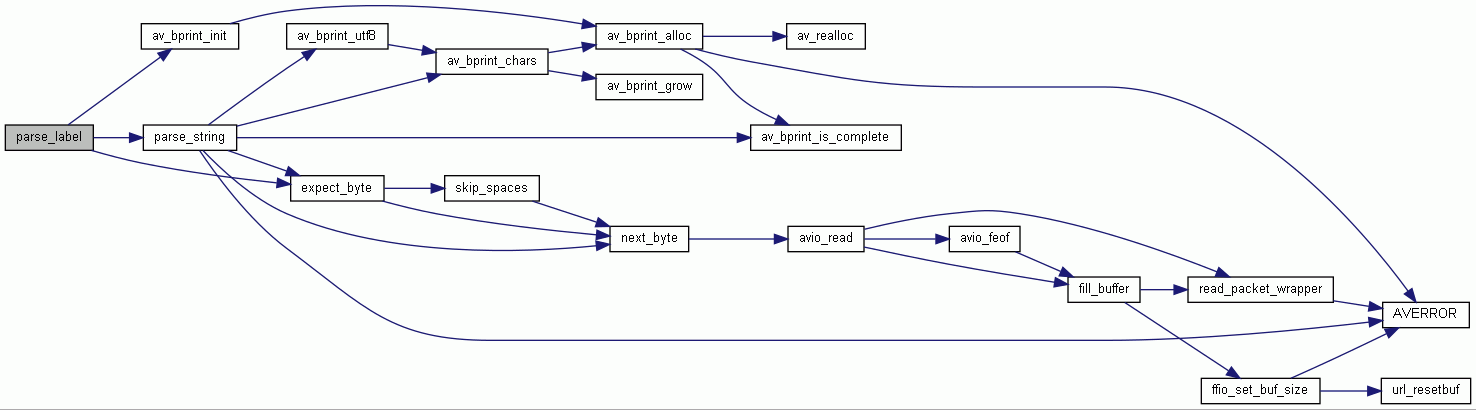 av_bprint_init
av_bprint_utf8
av_bprint_alloc
av_realloc
av_bprint_chars
av_bprint_grow
parse_label
parse_string
av_bprint_is_complete
expect_byte
skip_spaces
next_byte
avio_read
avio_feof
fill_buffer
read_packet_wrapper
AVERROR
ffio_set_buf_size
url_resetbuf